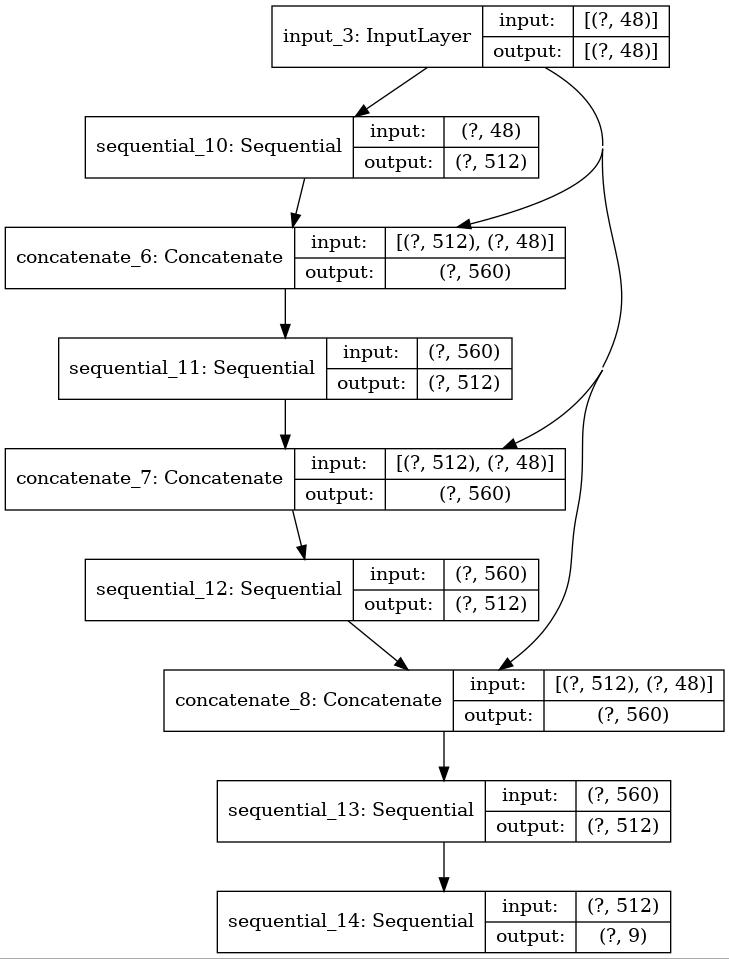 input_3: InputLayer
input: [(?, 48)]
output: [(?, 48)]
sequential_10: Sequential
input: (?, 48)
output: (?, 512)
concatenate_6: Concatenate
input: [(?, 512), (?, 48)]
output: (?, 560)
sequential_11: Sequential
input: (?, 560)
output: (?, 512)
concatenate_7: Concatenate
input: [(?, 512), (?, 48)]
output: (?, 560)
sequential_12: Sequential
input: (?, 560)
output: (?, 512)
concatenate_8: Concatenate
input: [(?, 512), (?, 48)]
output: (?, 560)
sequential_13: Sequential
input: (?, 560)
output: (?, 512)
sequential_14: Sequential
input: (?, 512)
output: (?, 9)